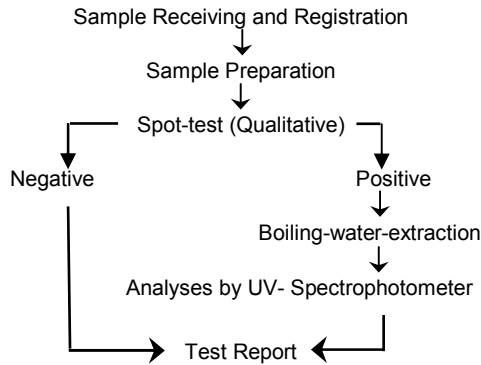 Sample Receiving and Registration
Sample Preparation
Spot-test (Qualitative)
Negative
Positive
Boiling-water-extraction
Analyses by UV- Spectrophotometer
Test Report